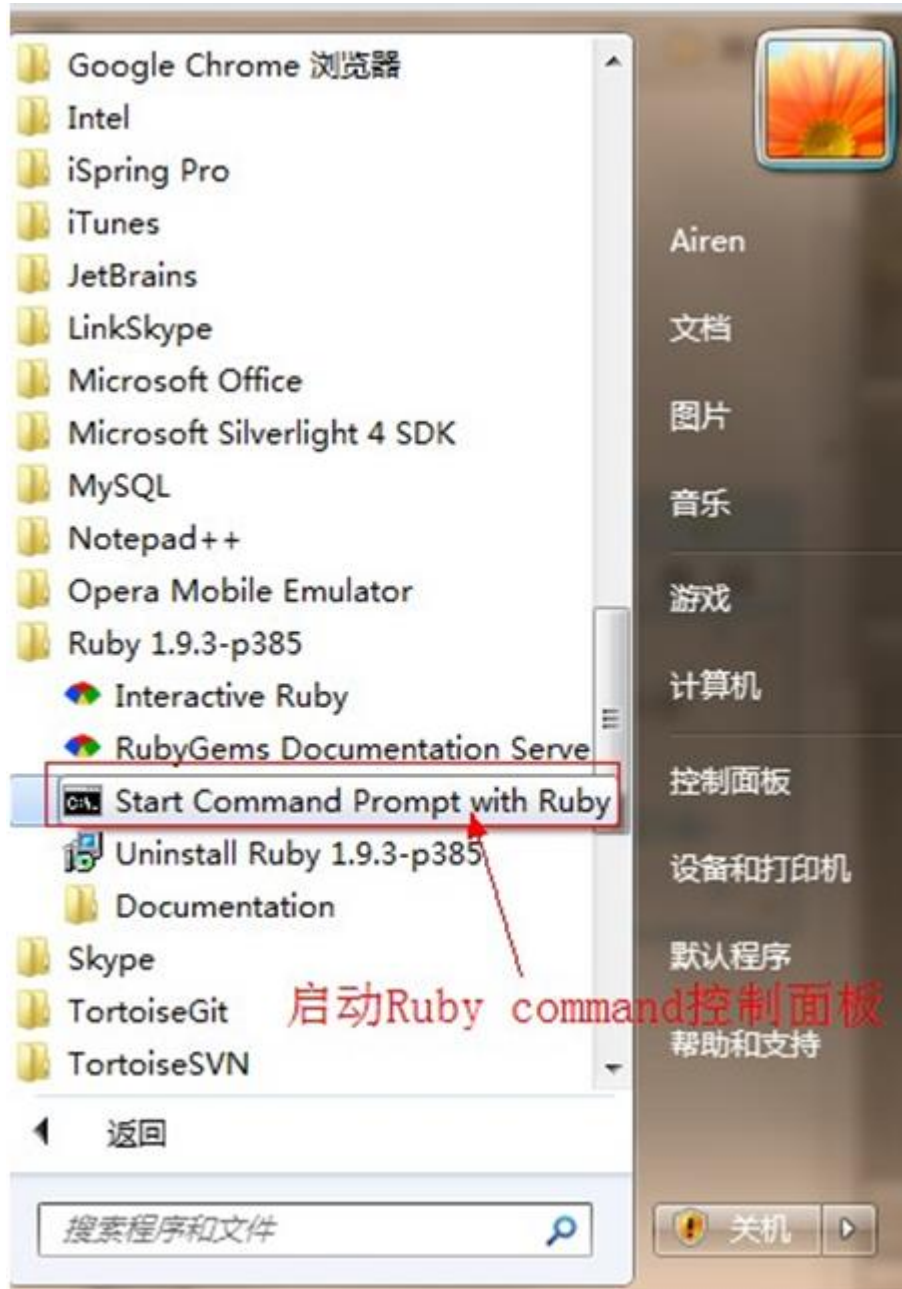 Google Chrome 浏览器
Intel
iSpring Pro
iTunes
JetBrains
LinkSkype
Microsoft Office
Microsoft Silverlight 4 SDK
MySQL
Notepad++
Opera Mobile Emulator
Ruby 1.9.3-p385
Interactive Ruby
RubyGems Documentation Serve
C:\.
Start Command Prompt with Ruby
Uninstall Ruby 1.9.3-p385
Documentation
Skype
TortoiseGit
TortoiseSVN
启动Ruby command控制面板
返回
搜索程序和文件
Airen
文档
图片
音乐
游戏
计算机
控制面板
设备和打印机
默认程序
帮助和支持
关机